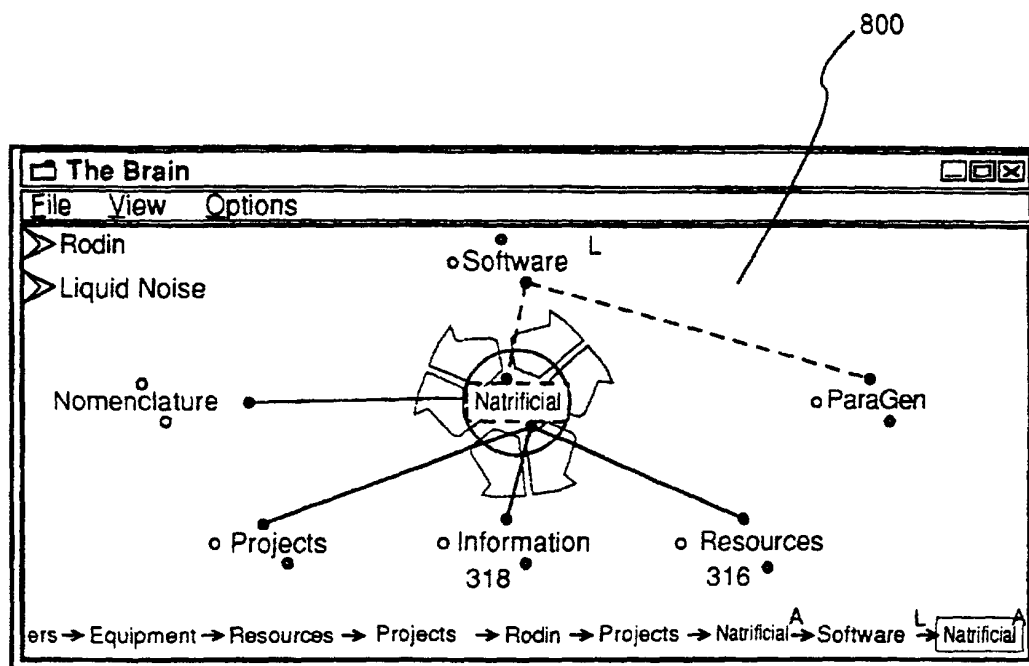 800
The Brain
File View Options
Rodin
Software L
Liquid Noise
Nomenclature Natrificial ParaGen
Projects Information Resources
318 316
ers → Equipment → Resources → Projects → Rodin → Projects → Natrificial A → Software L → Natrificial A